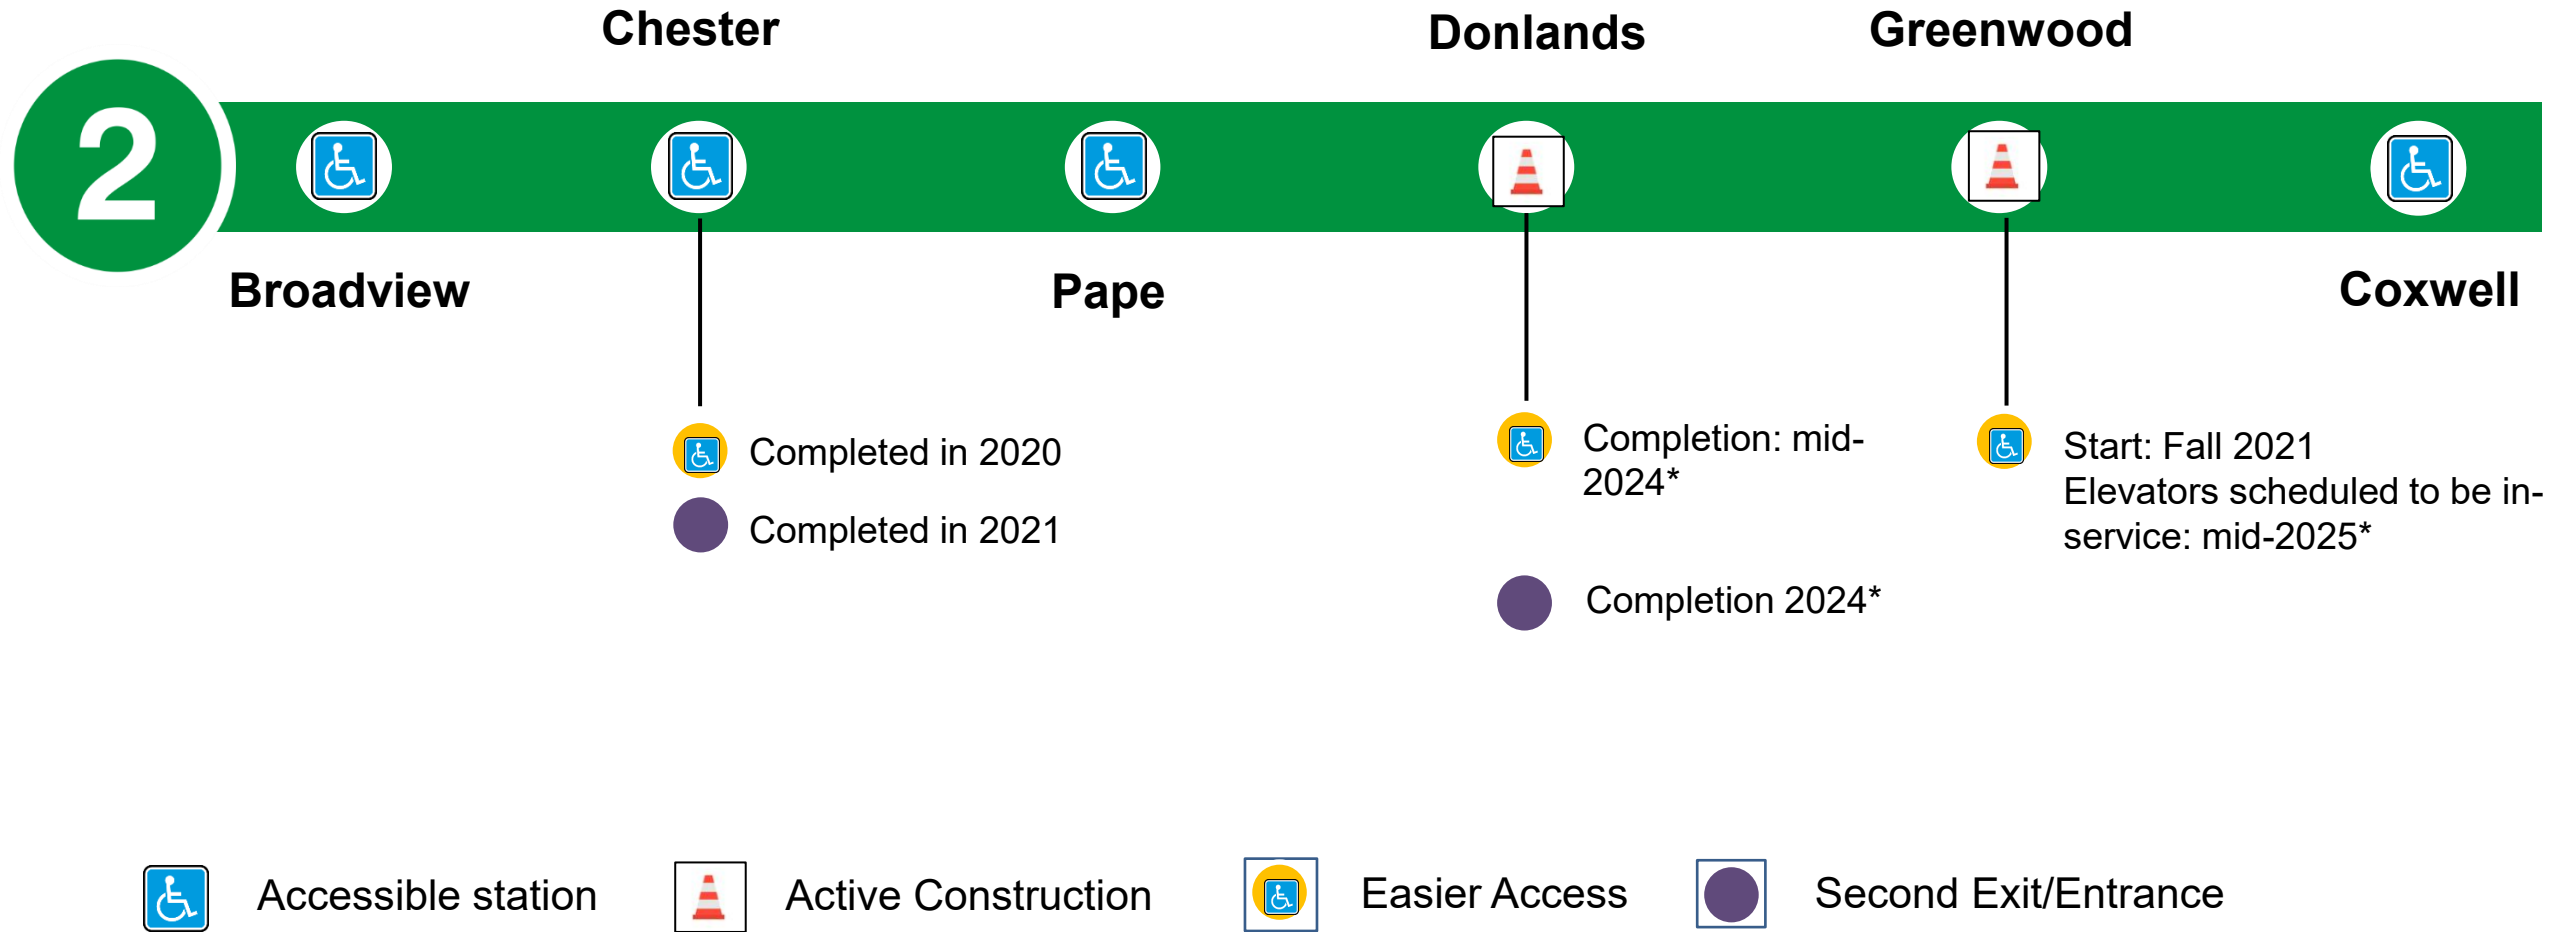 Chester
Donlands
Greenwood
2
Broadview
Pape
Coxwell
Completed in 2020
Completed in 2021
Completion: mid-
2024*
Completion 2024*
Start: Fall 2021
Elevators scheduled to be in-
service: mid-2025*
Accessible station
Active Construction
Easier Access
Second Exit/Entrance